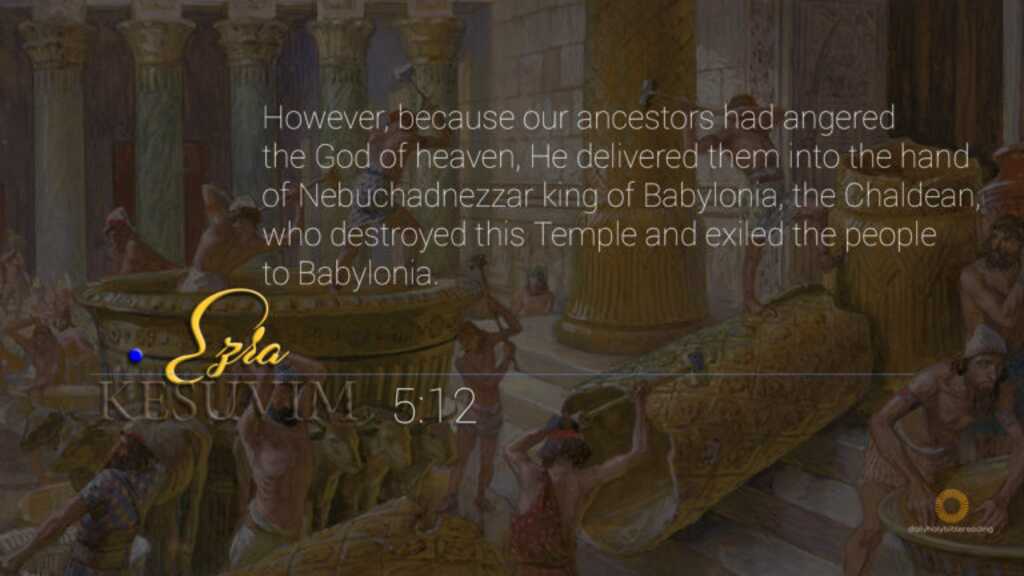 However, because our ancestors had angered
the God of heaven, He delivered them into the hand
of Nebuchadnezzar king of Babylonia, the Chaldean,
who destroyed this Temple and exiled the people
to Babylonia.
Ezra
KESUVIM 5:12
dailyholybiblereading